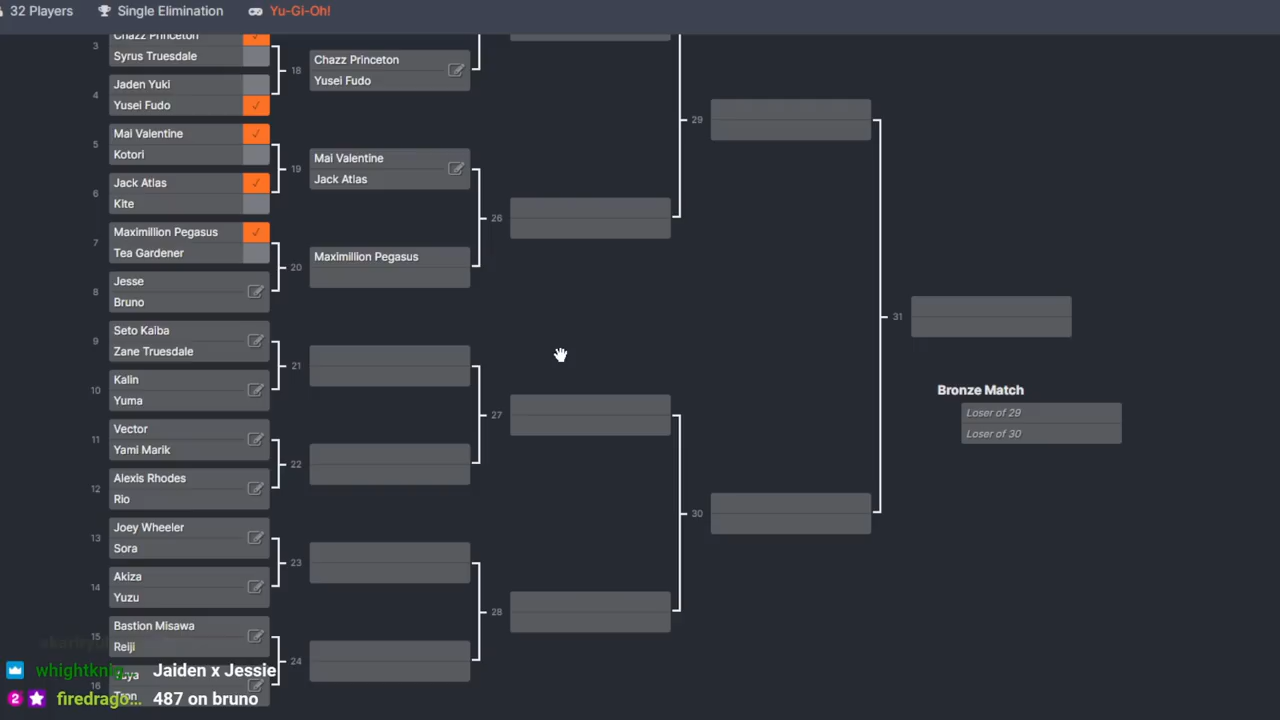 32 Players Single Elimination Yu-Gi-Oh!
3
Chazz Princeton
Syrus Truesdale
4
Jaden Yuki
Yusei Fudo
5
Mai Valentine
Kotori
6
Jack Atlas
Kite
7
Maximillion Pegasus
Tea Gardener
8
Jesse
Bruno
9
Seto Kaiba
Zane Truesdale
10
Kalin
Yuma
11
Vector
Yami Marik
12
Alexis Rhodes
Rio
13
Joey Wheeler
Sora
14
Akiza
Yuzu
15
Bastion Misawa
Reiji
16
Tron
18
Chazz Princeton
Yusei Fudo
19
Mai Valentine
Jack Atlas
20
Maximillion Pegasus
21
22
23
24
26
27
28
29
30
31
Bronze Match
Loser of 29
Loser of 30
whightknig... Jaiden x Jessie
2 firedrago... 487 on bruno